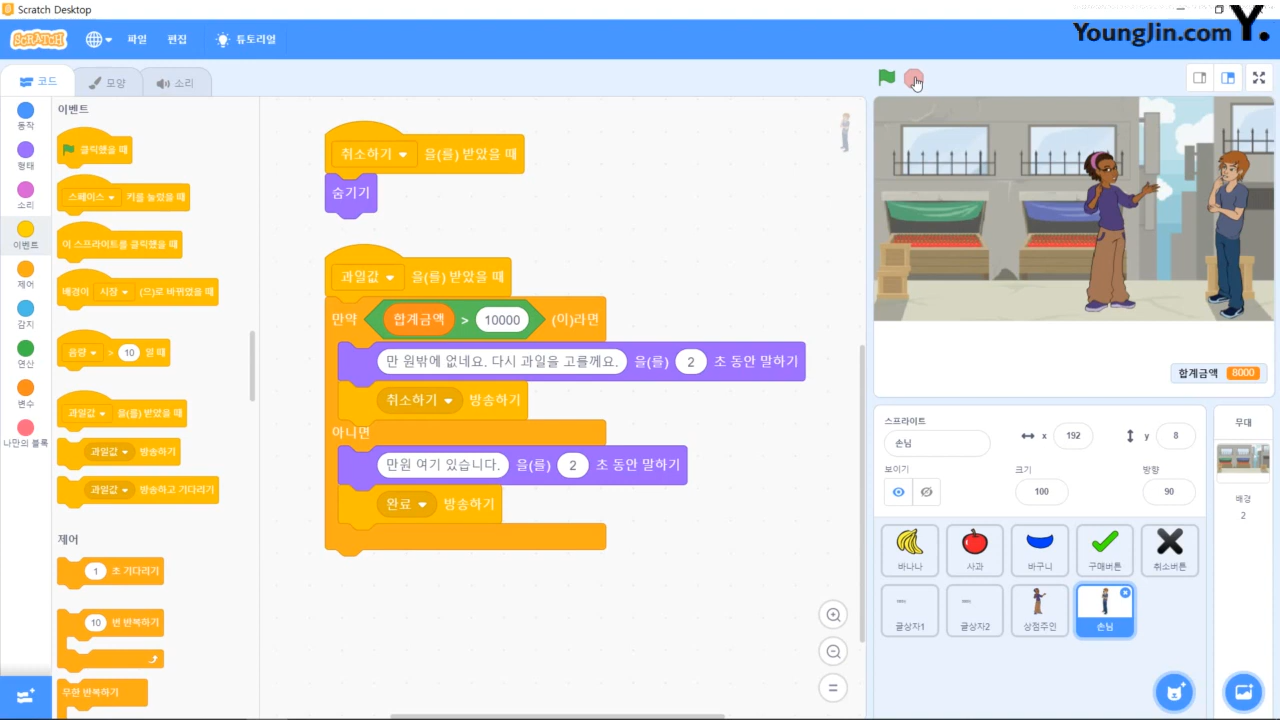 Scratch Desktop
YoungJin.com Y.
SCRATCH
파일
편집
튜토리얼
코드
모양
소리
동작
형태
소리
이벤트
제어
감지
연산
변수
나만의 블록
이벤트
클릭했을 때
스페이스 키를 눌렀을 때
이 스프라이트를 클릭했을 때
배경이 시장 (으)로 바뀌었을 때
음량 > 10 일 때
과일값 을(를) 받았을 때
과일값 방송하기
과일값 방송하고 기다리기
제어
1 초 기다리기
10 번 반복하기
무한 반복하기
취소하기 을(를) 받았을 때
숨기기
과일값 을(를) 받았을 때
만약 합계금액 > 10000 (이)라면
만 원밖에 없네요. 다시 과일을 고를께요. 을(를) 2 초 동안 말하기
취소하기 방송하기
아니면
만원 여기 있습니다. 을(를) 2 초 동안 말하기
완료 방송하기
합계금액 8000
스프라이트
손님
x 192
y 8
보이기
크기
100
방향
90
무대
배경
2
바나나
사과
바구니
구매버튼
취소버튼
글상자1
글상자2
상점주인
손님